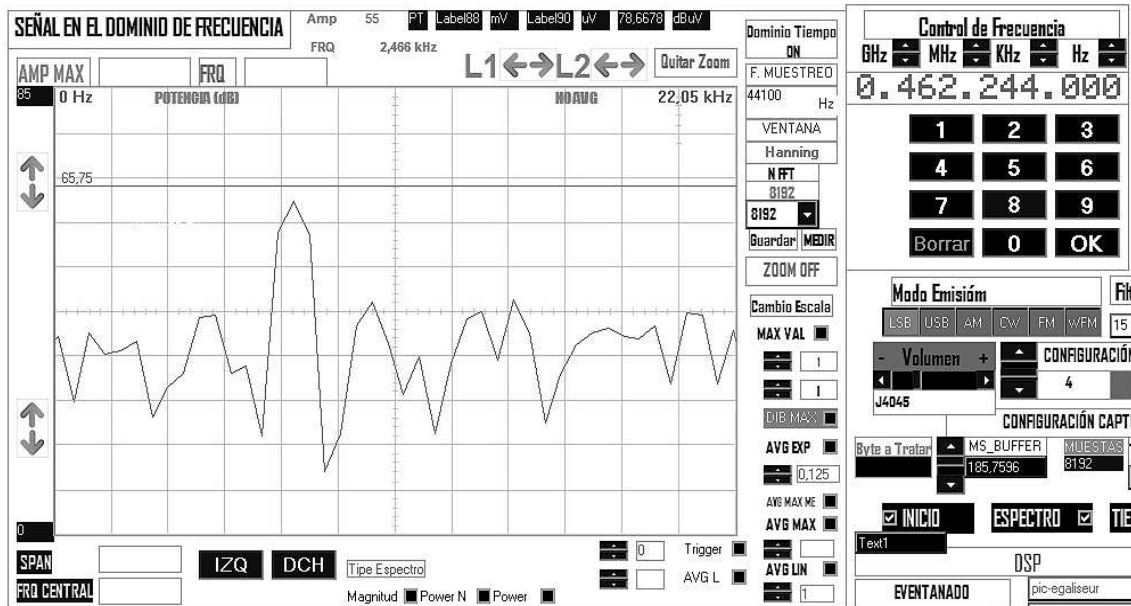 SEÑAL EN EL DOMINIO DE FRECUENCIA
Amp 55 PT Label88 mV Label90 uV 78,6678 dBuV
FRQ 2,466 kHz
AMP MAX FRQ
L1 L2 Quitar Zoom
85 0 Hz POTENCIA (dB) NOAVG 22,05 kHz
65,75
0
SPAN
FRQ CENTRAL
IZQ DCH Tipe Espectro
Magnitud Power N Power
0 Trigger
AVG L
Dominio Tiempo
ON
F. MUESTREO
44100 Hz
VENTANA
Hanning
N FFT
8192
8192
Guardar MEDIR
ZOOM OFF
Cambio Escala
MAX VAL
1
1
DIB MAX
AVG EXP
0,125
AVG MAX ME
AVG MAX
AVG LIN
1
Control de Frecuencia
GHz MHz KHz Hz
0.462.244.000
1 2 3
4 5 6
7 8 9
Borrar 0 OK
Modo Emisióm
LSB USB AM CW FM WFM 15
- Volumen +
J4045
CONFIGURACIÓN
4
CONFIGURACIÓN CAPT
Byte a Tratar MS_BUFFER MUESTAS
185,7596 8192
INICIO ESPECTRO TIE
Text1
DSP
EVENTANADO pic-egaliseur